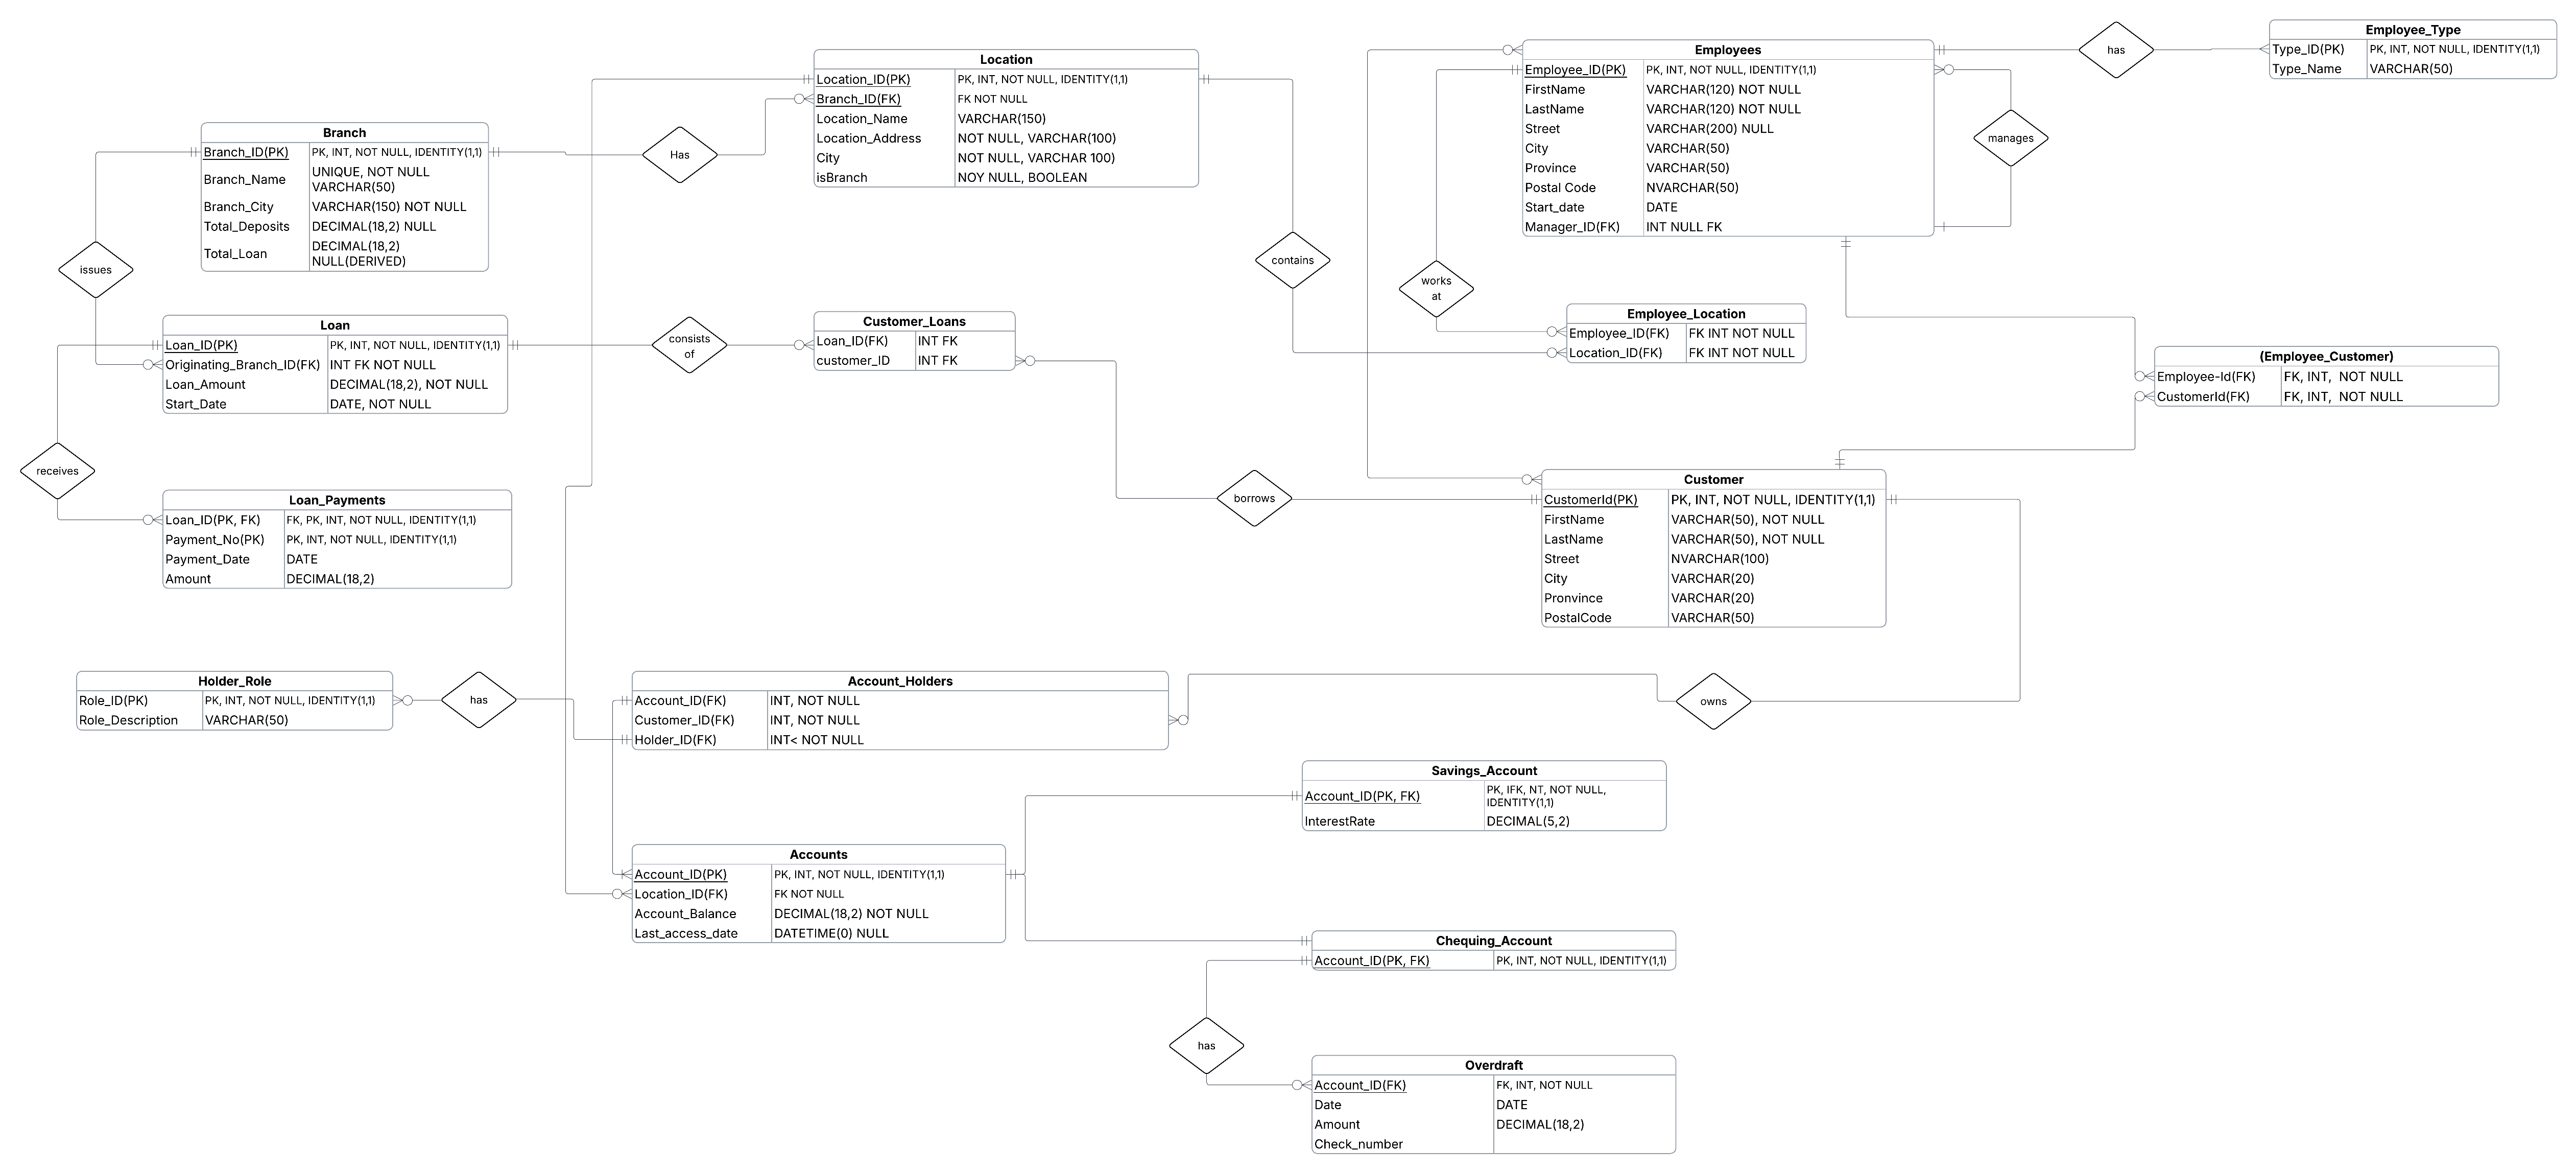 Employee_Type
Type_ID(PK) PK, INT, NOT NULL, IDENTITY(1,1)
Type_Name VARCHAR(50)
has
Employees
Employee_ID(PK) PK, INT, NOT NULL, IDENTITY(1,1)
FirstName VARCHAR(120) NOT NULL
LastName VARCHAR(120) NOT NULL
Street VARCHAR(200) NULL
City VARCHAR(50)
Province VARCHAR(50)
Postal Code NVARCHAR(50)
Start_date DATE
Manager_ID(FK) INT NULL FK
manages
Location
Location_ID(PK) PK, INT, NOT NULL, IDENTITY(1,1)
Branch_ID(FK) FK NOT NULL
Location_Name VARCHAR(150)
Location_Address NOT NULL, VARCHAR(100)
City NOT NULL, VARCHAR 100)
isBranch NOY NULL, BOOLEAN
Branch
Branch_ID(PK) PK, INT, NOT NULL, IDENTITY(1,1)
Branch_Name UNIQUE, NOT NULL
VARCHAR(50)
Branch_City VARCHAR(150) NOT NULL
Total_Deposits DECIMAL(18,2) NULL
Total_Loan DECIMAL(18,2)
NULL(DERIVED)
Has
issues
contains
works
at
Employee_Location
Employee_ID(FK) FK INT NOT NULL
Location_ID(FK) FK INT NOT NULL
Loan
Loan_ID(PK) PK, INT, NOT NULL, IDENTITY(1,1)
Originating_Branch_ID(FK) INT FK NOT NULL
Loan_Amount DECIMAL(18,2), NOT NULL
Start_Date DATE, NOT NULL
consists
of
Customer_Loans
Loan_ID(FK) INT FK
customer_ID INT FK
(Employee_Customer)
Employee-Id(FK) FK, INT, NOT NULL
CustomerId(FK) FK, INT, NOT NULL
receives
Loan_Payments
Loan_ID(PK, FK) FK, PK, INT, NOT NULL, IDENTITY(1,1)
Payment_No(PK) PK, INT, NOT NULL, IDENTITY(1,1)
Payment_Date DATE
Amount DECIMAL(18,2)
borrows
Customer
CustomerId(PK) PK, INT, NOT NULL, IDENTITY(1,1)
FirstName VARCHAR(50), NOT NULL
LastName VARCHAR(50), NOT NULL
Street NVARCHAR(100)
City VARCHAR(20)
Pronvince VARCHAR(20)
PostalCode VARCHAR(50)
Holder_Role
Role_ID(PK) PK, INT, NOT NULL, IDENTITY(1,1)
Role_Description VARCHAR(50)
has
Account_Holders
Account_ID(FK) INT, NOT NULL
Customer_ID(FK) INT, NOT NULL
Holder_ID(FK) INT< NOT NULL
owns
Savings_Account
Account_ID(PK, FK) PK, IFK, NT, NOT NULL,
IDENTITY(1,1)
InterestRate DECIMAL(5,2)
Accounts
Account_ID(PK) PK, INT, NOT NULL, IDENTITY(1,1)
Location_ID(FK) FK NOT NULL
Account_Balance DECIMAL(18,2) NOT NULL
Last_access_date DATETIME(0) NULL
Chequing_Account
Account_ID(PK, FK) PK, INT, NOT NULL, IDENTITY(1,1)
has
Overdraft
Account_ID(FK) FK, INT, NOT NULL
Date DATE
Amount DECIMAL(18,2)
Check_number